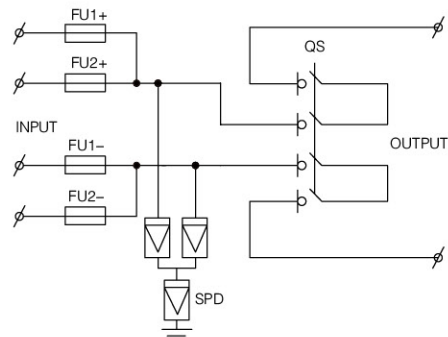 FU1+
QS
FU2+
INPUT
FU1–
OUTPUT
FU2–
SPD